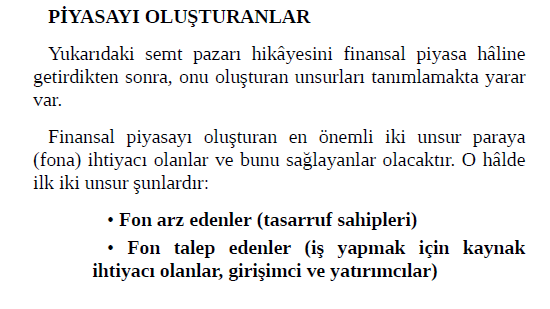 PİYASAYI OLUŞTURANLAR
Yukarıdaki semt pazarı hikâyesini finansal piyasa hâline
getirdikten sonra, onu oluşturan unsurları tanımlamakta yarar
var.
Finansal piyasayı oluşturan en önemli iki unsur paraya
(fona) ihtiyacı olanlar ve bunu sağlayanlar olacaktır. O hâlde
ilk iki unsur şunlardır:
• Fon arz edenler (tasarruf sahipleri)
• Fon talep edenler (iş yapmak için kaynak
ihtiyacı olanlar, girişimci ve yatırımcılar)